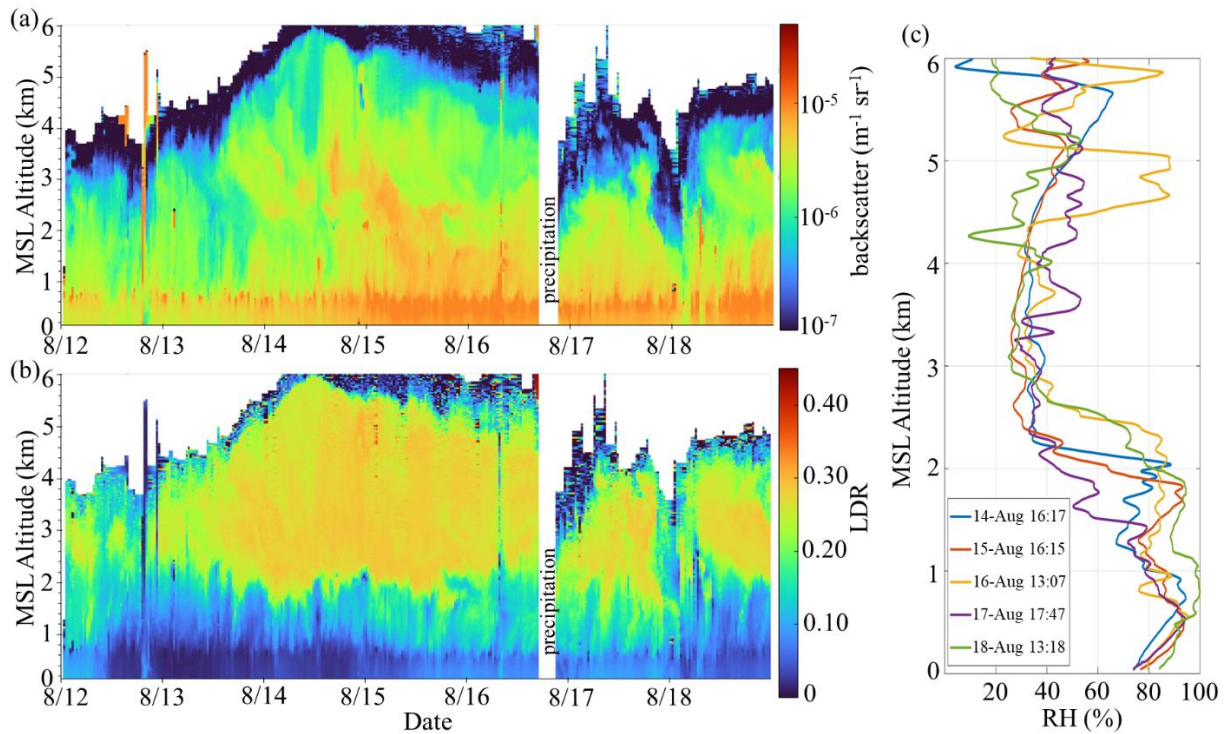 (a)
6
5
4
3
2
1
0
MSL Altitude (km)
8/12 8/13 8/14 8/15 8/16 8/17 8/18
precipitation
10⁻⁵
10⁻⁶
10⁻⁷
backscatter (m⁻¹ sr⁻¹)
(b)
6
5
4
3
2
1
0
MSL Altitude (km)
8/12 8/13 8/14 8/15 8/16 8/17 8/18
Date
precipitation
0.40
0.30
0.20
0.10
0
LDR
(c)
6
5
4
3
2
1
0
MSL Altitude (km)
14-Aug 16:17
15-Aug 16:15
16-Aug 13:07
17-Aug 17:47
18-Aug 13:18
20 40 60 80 100
RH (%)